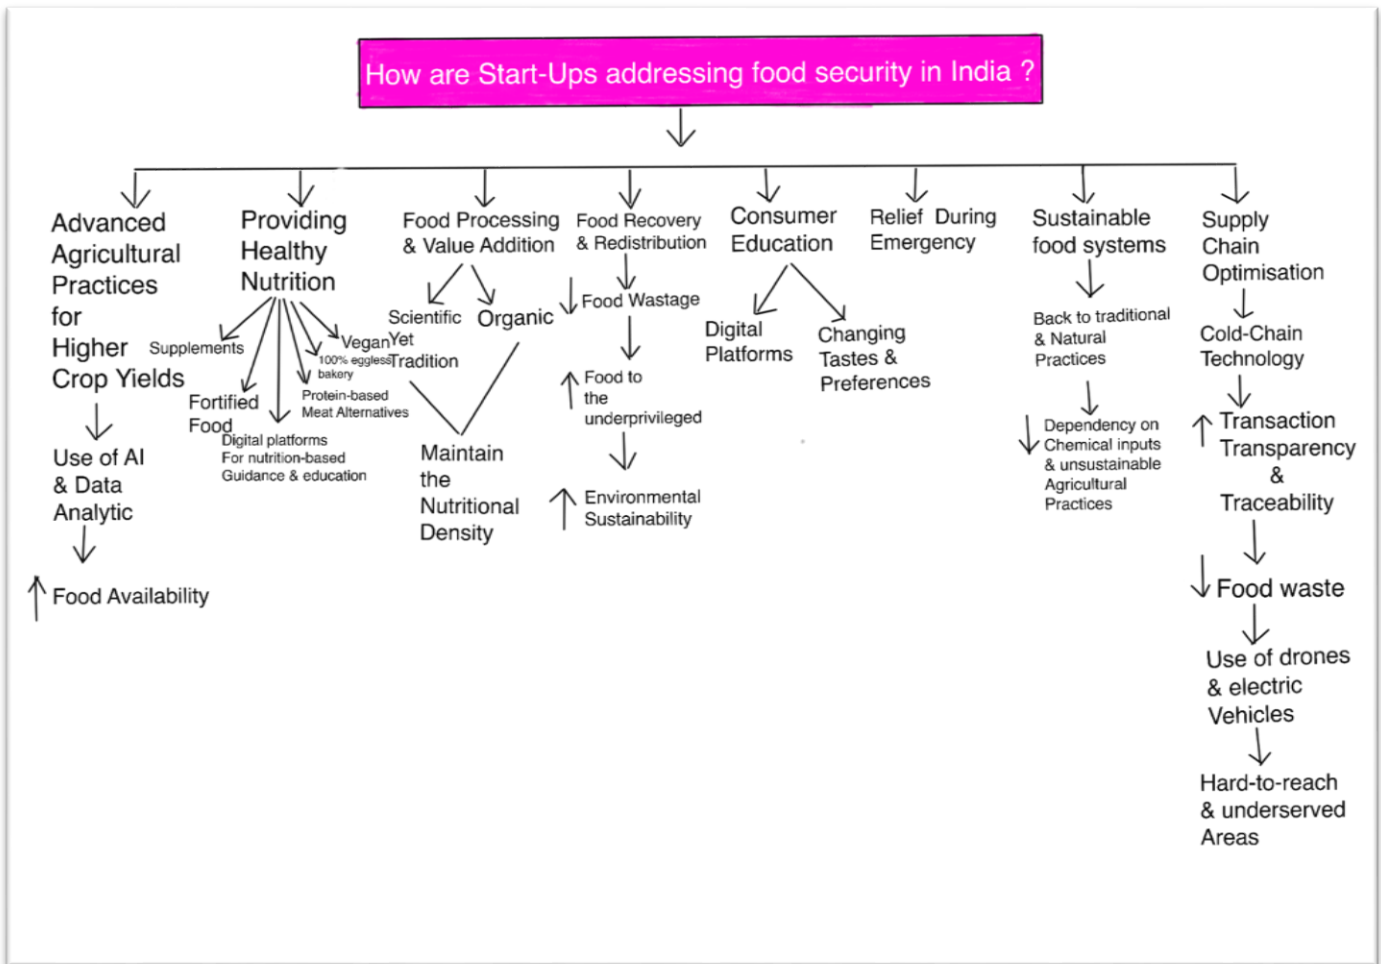 How are Start-Ups addressing food security in India ?
Advanced
Agricultural
Practices
for
Higher
Crop Yields
Use of AI
& Data
Analytic
Food Availability
Providing
Healthy
Nutrition
Supplements
Fortified
Food
Digital platforms
For nutrition-based
Guidance & education
Protein-based
Meat Alternatives
100% eggless
bakery
Vegan
Food Processing
& Value Addition
Scientific
Yet
Tradition
Organic
Maintain
the
Nutritional
Density
Food Recovery
& Redistribution
Food Wastage
Food to
the
underprivileged
Environmental
Sustainability
Consumer
Education
Digital
Platforms
Changing
Tastes &
Preferences
Relief During
Emergency
Sustainable
food systems
Back to traditional
& Natural
Practices
Dependency on
Chemical inputs
& unsustainable
Agricultural
Practices
Supply
Chain
Optimisation
Cold-Chain
Technology
Transaction
Transparency
&
Traceability
Food waste
Use of drones
& electric
Vehicles
Hard-to-reach
& underserved
Areas